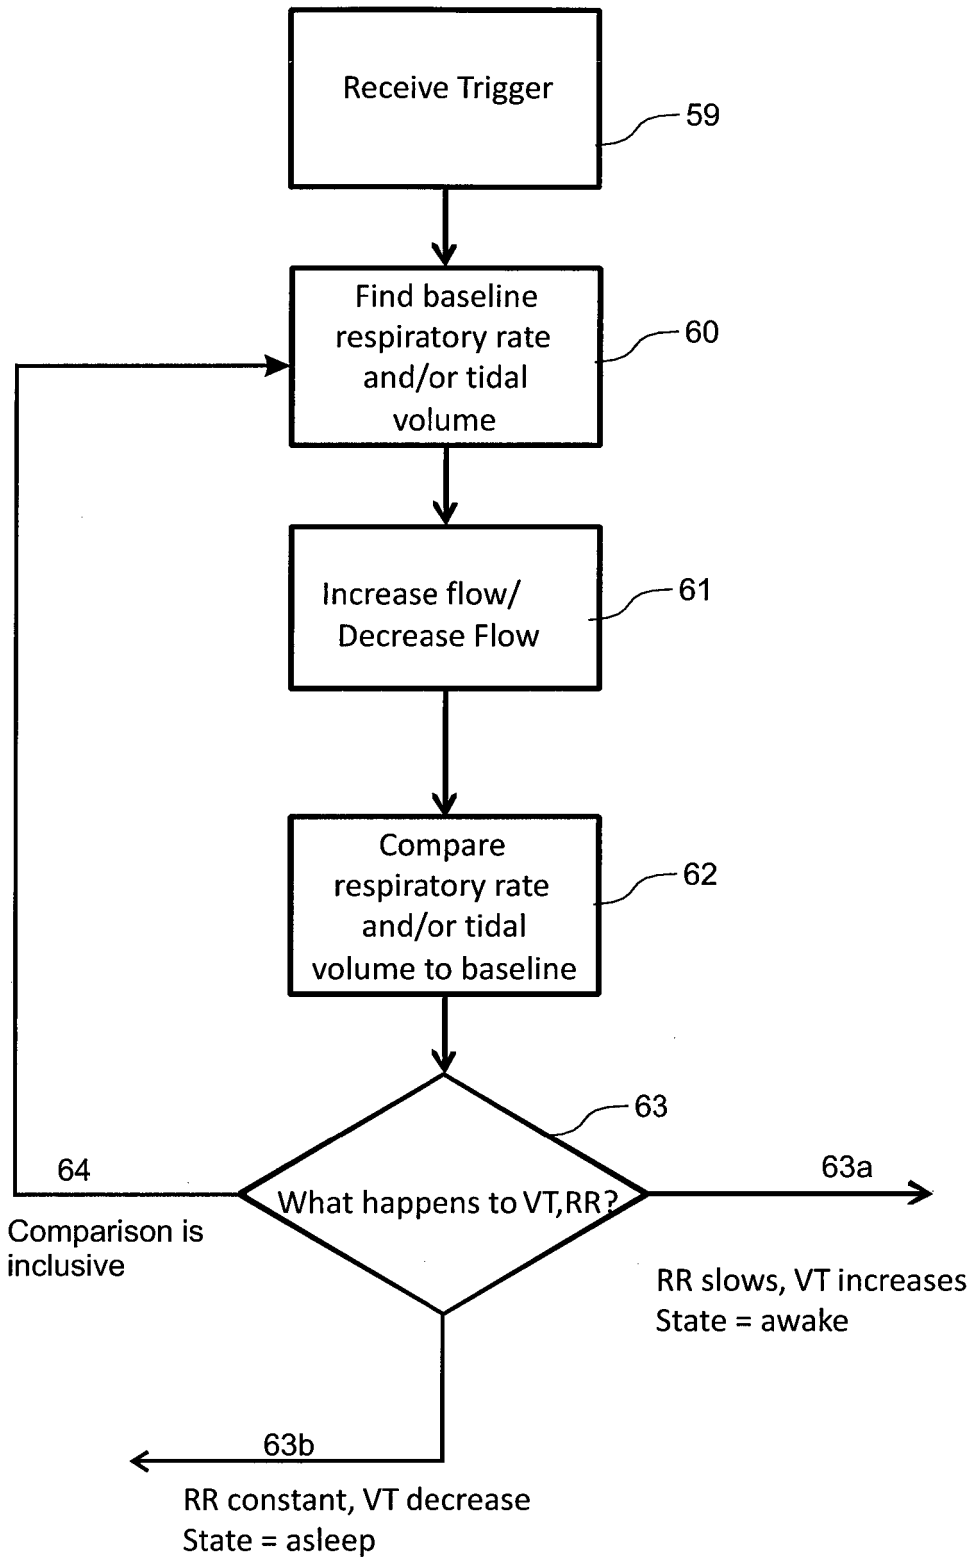 Receive Trigger
59
Find baseline
respiratory rate
and/or tidal
volume
60
Increase flow/
Decrease Flow
61
Compare
respiratory rate
and/or tidal
volume to baseline
62
63
What happens to VT,RR?
64
Comparison is
inclusive
63a
RR slows, VT increases
State = awake
63b
RR constant, VT decrease
State = asleep